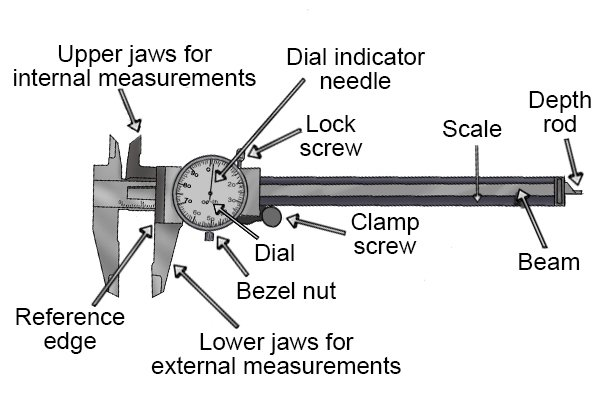 Upper jaws for
internal measurements
Dial indicator
needle
Lock
screw
Scale
Depth
rod
Clamp
screw
Dial
Beam
Bezel nut
Reference
edge
Lower jaws for
external measurements